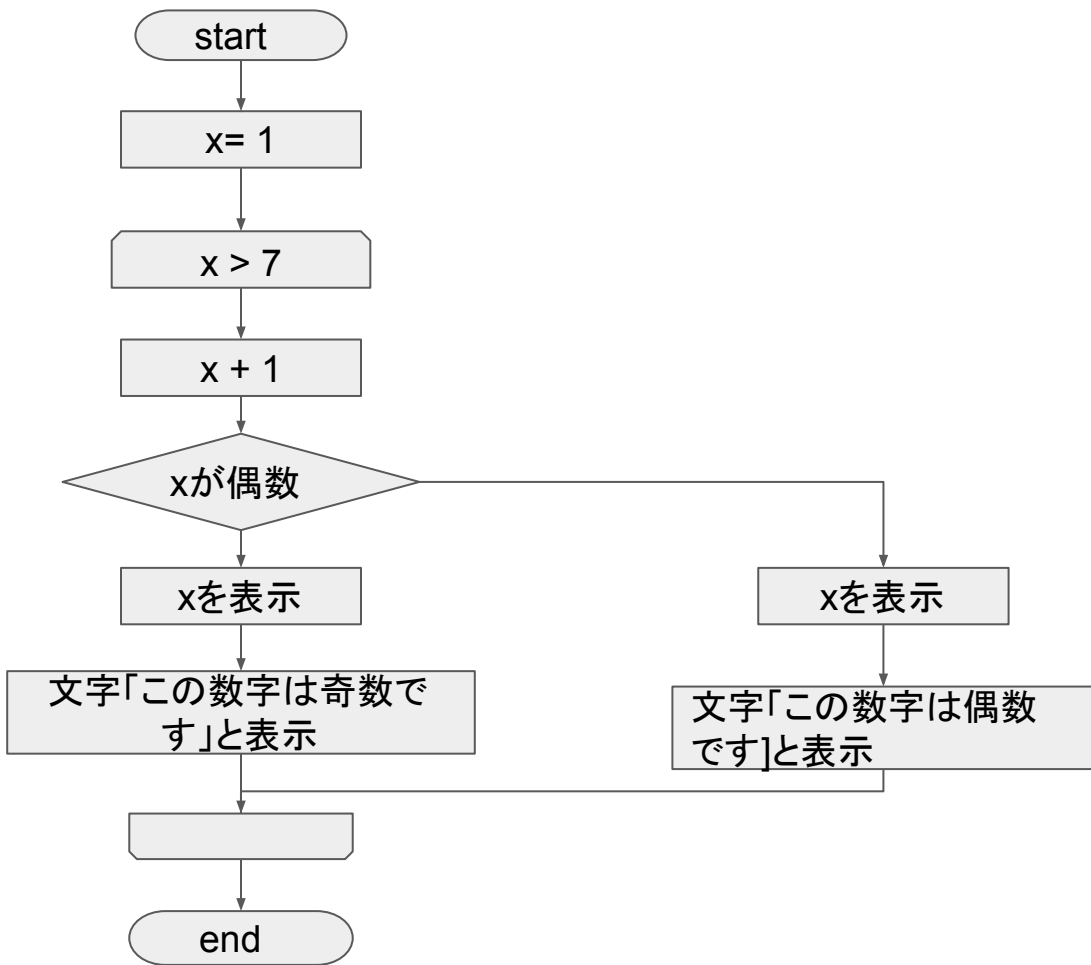 start
x= 1
x > 7
x + 1
xが偶数
xを表示
文字「この数字は奇数で
す」と表示
xを表示
文字「この数字は偶数
です]と表示
end